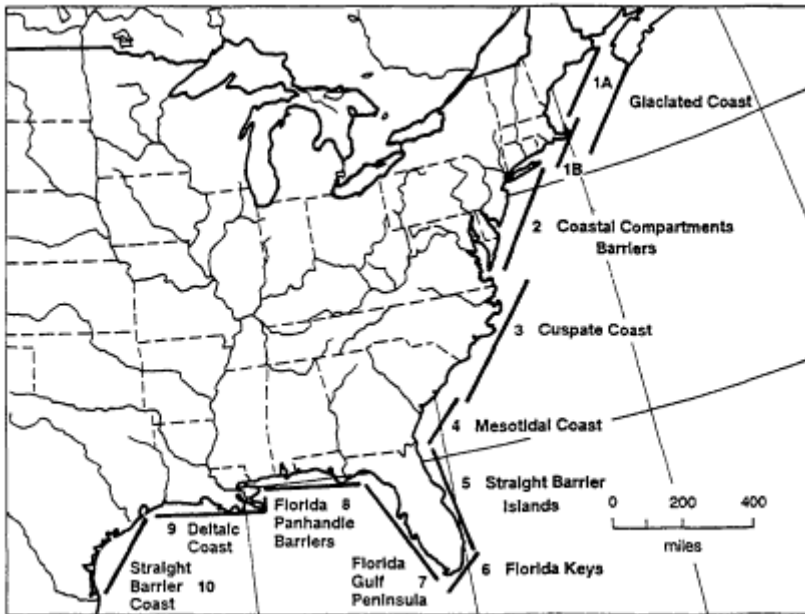 1A
Glaciated Coast
1B
2 Coastal Compartments
Barriers
3 Cuspate Coast
4 Mesotidal Coast
5 Straight Barrier
Islands
0 200 400
miles
6 Florida Keys
Florida 8
Panhandle
Barriers
9 Deltaic
Coast
Straight
Barrier 10
Coast
Florida
Gulf 7
Peninsula